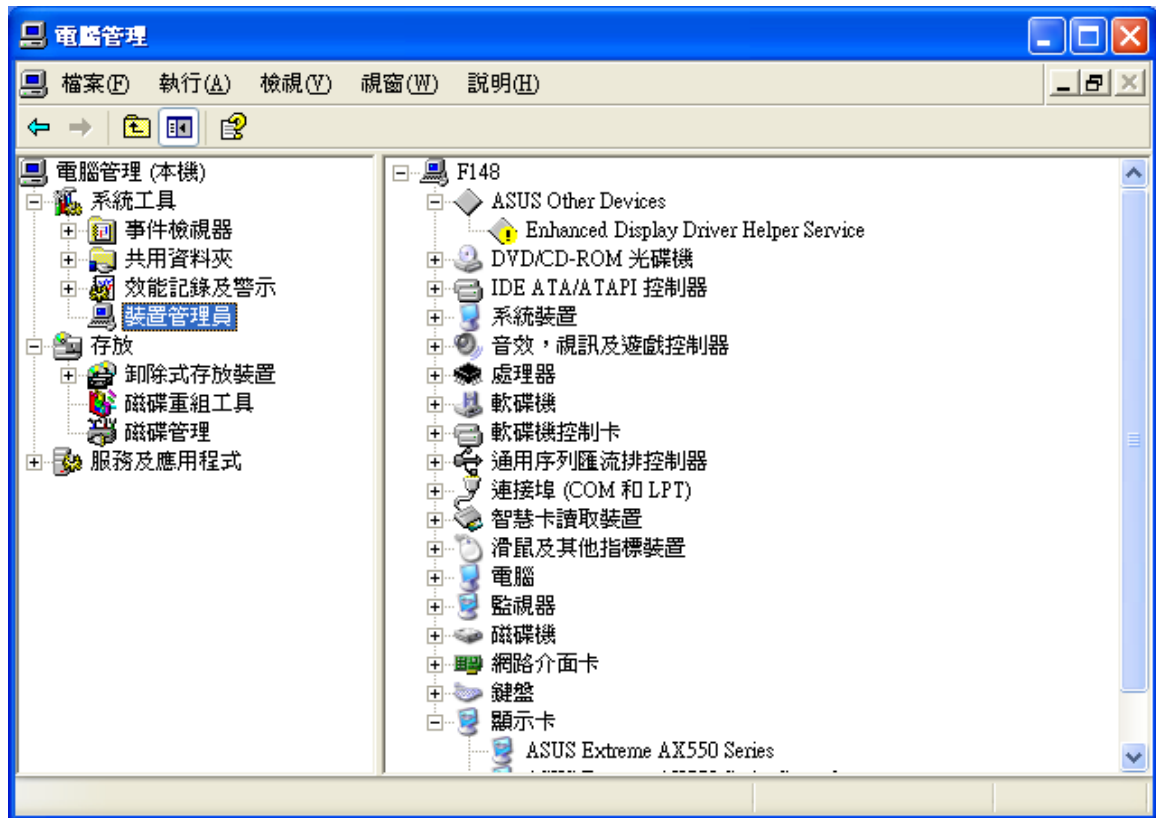 電腦管理
檔案(F) 執行(A) 檢視(V) 視窗(W) 說明(H)
電腦管理 (本機)
系統工具
事件檢視器
共用資料夾
效能記錄及警示
裝置管理員
存放
卸除式存放裝置
磁碟重組工具
磁碟管理
服務及應用程式
F148
ASUS Other Devices
Enhanced Display Driver Helper Service
DVD/CD-ROM 光碟機
IDE ATA/ATAPI 控制器
系統裝置
音效，視訊及遊戲控制器
處理器
軟碟機
軟碟機控制卡
通用序列匯流排控制器
連接埠 (COM 和 LPT)
智慧卡讀取裝置
滑鼠及其他指標裝置
電腦
監視器
磁碟機
網路介面卡
鍵盤
顯示卡
ASUS Extreme AX550 Series